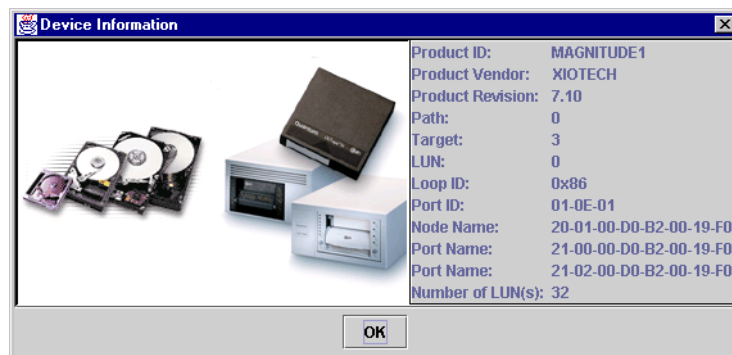 Device Information
Product ID: MAGNITUDE1
Product Vendor: XIOTECH
Product Revision: 7.10
Path: 0
Target: 3
LUN: 0
Loop ID: 0x86
Port ID: 01-0E-01
Node Name: 20-01-00-D0-B2-00-19-F0
Port Name: 21-00-00-D0-B2-00-19-F0
Port Name: 21-02-00-D0-B2-00-19-F0
Number of LUN(s): 32
Quantum
OK